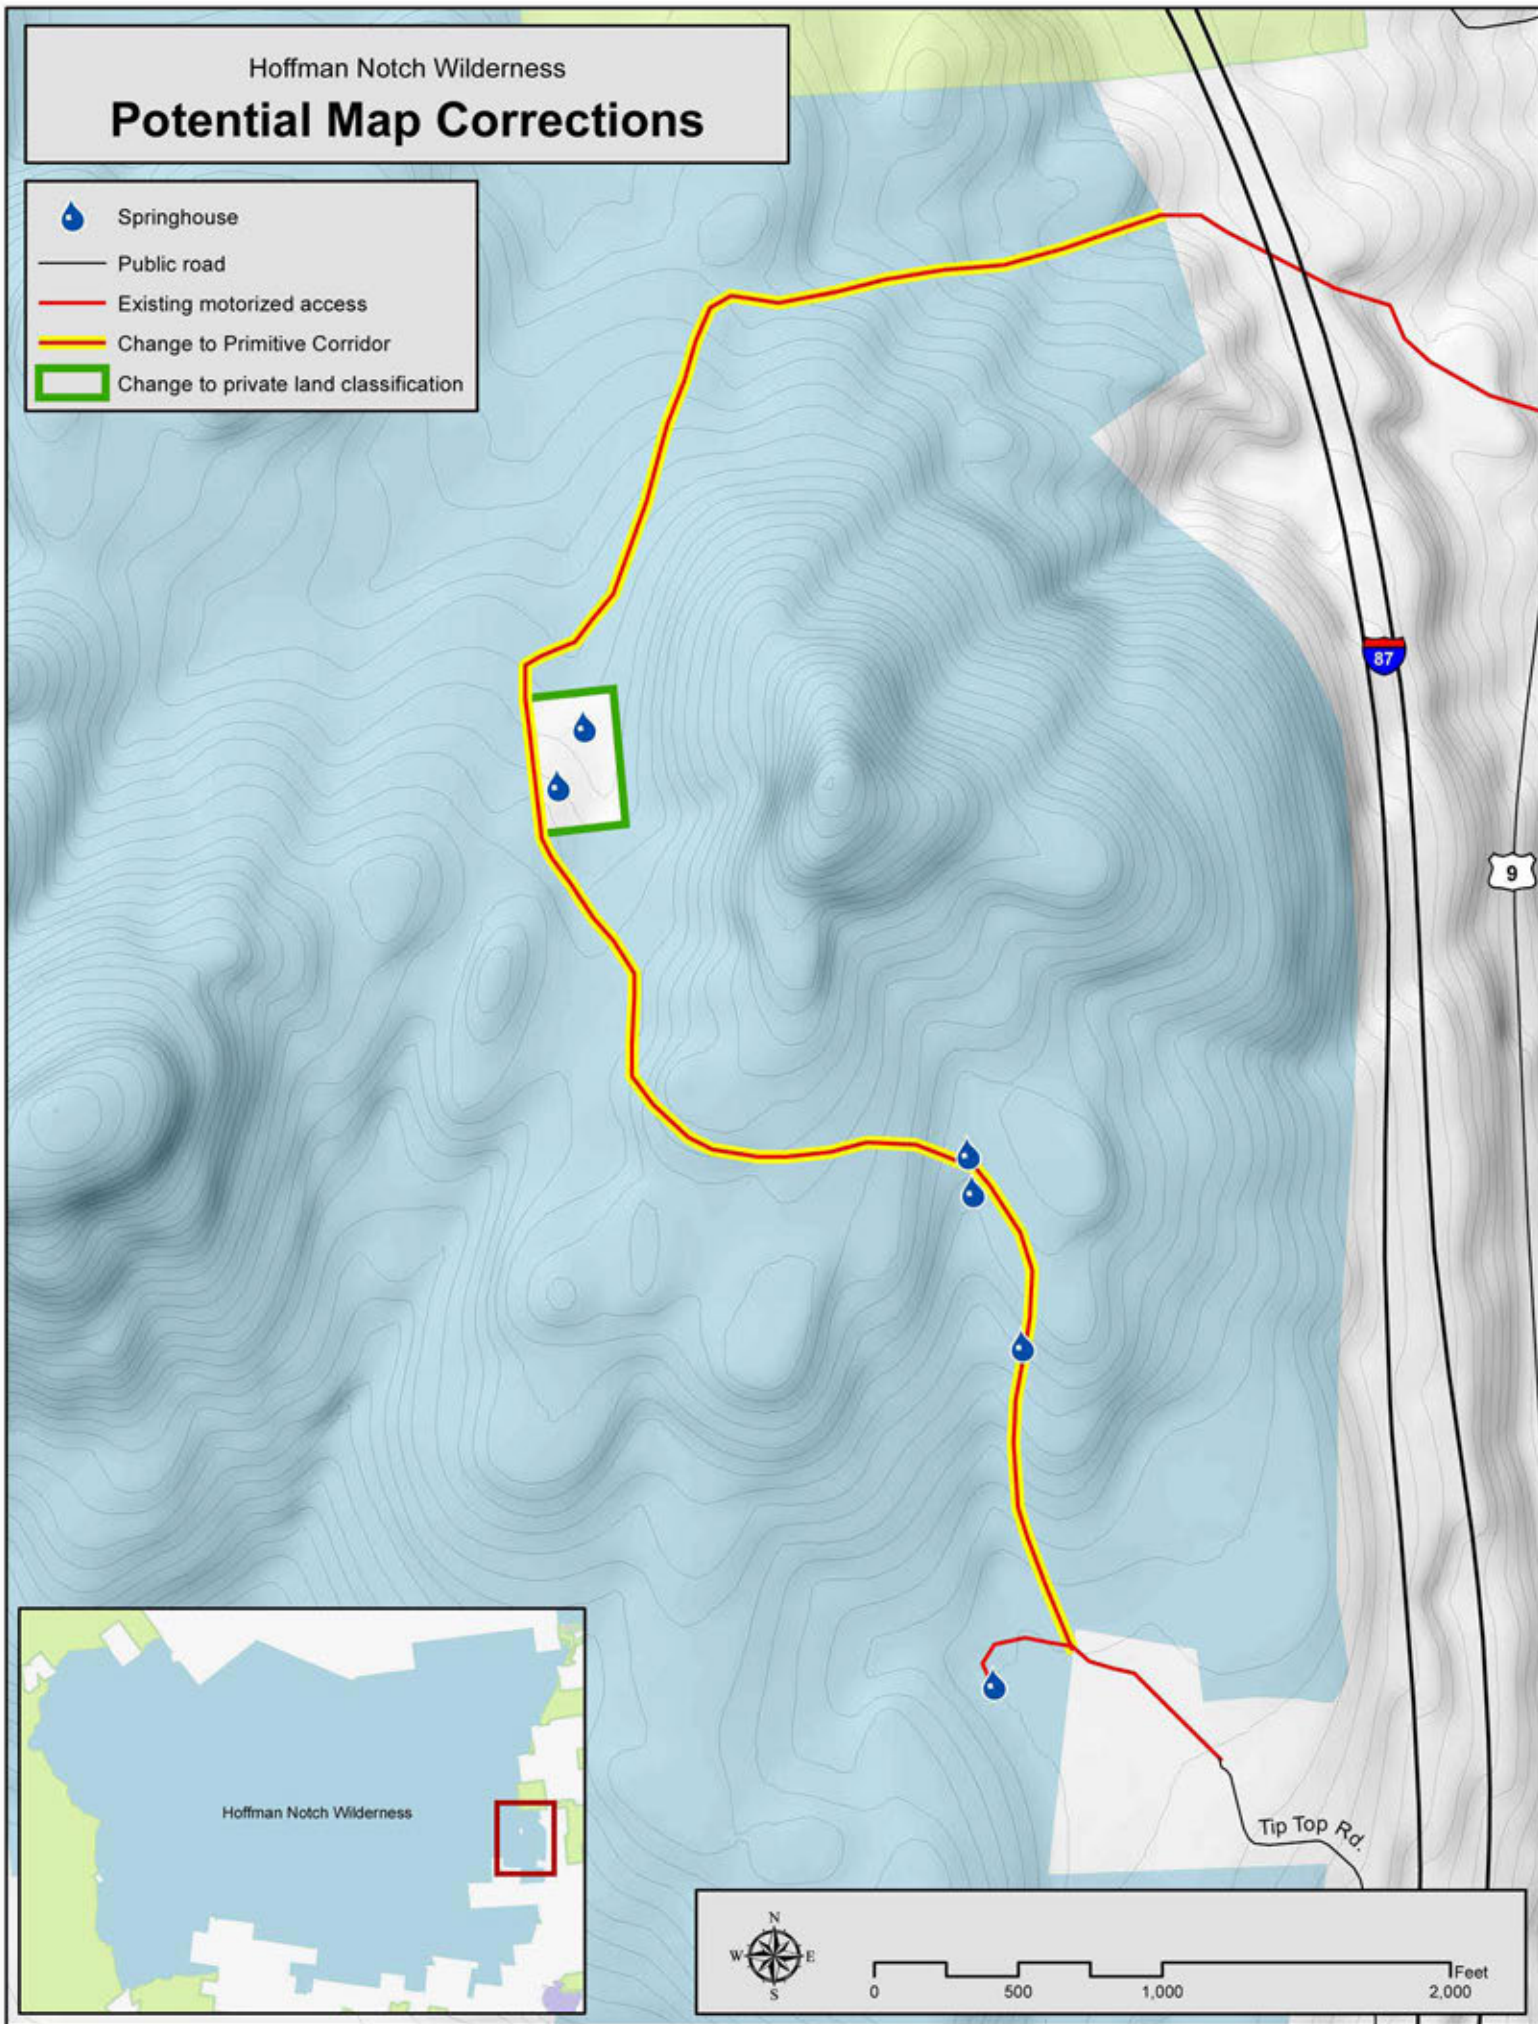 Hoffman Notch Wilderness
Potential Map Corrections
Springhouse
Public road
Existing motorized access
Change to Primitive Corridor
Change to private land classification
87
9
Tip Top Rd.
Hoffman Notch Wilderness
N
W E
S
Feet
0 500 1,000 2,000